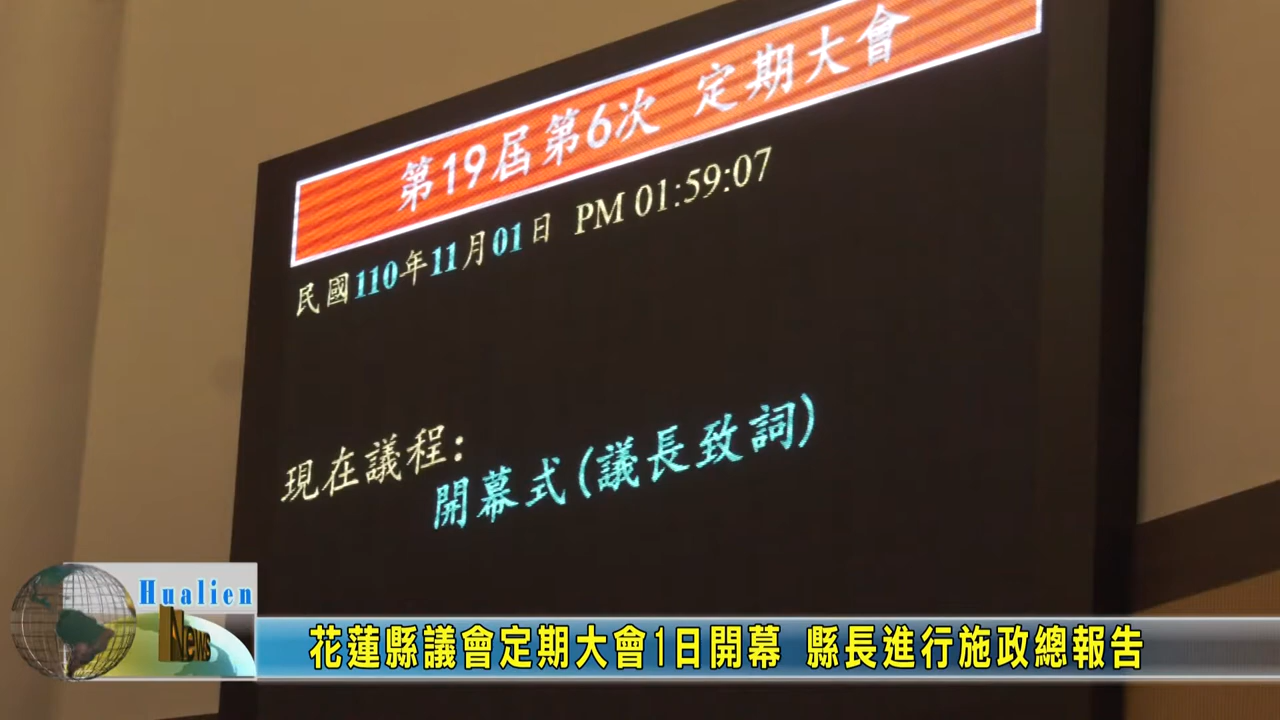 第19屆第6次 定期大會
民國110年11月01日 PM 01:59:07
現在議程:
開幕式(議長致詞)
Hualien
News
花蓮縣議會定期大會1日開幕 縣長進行施政總報告